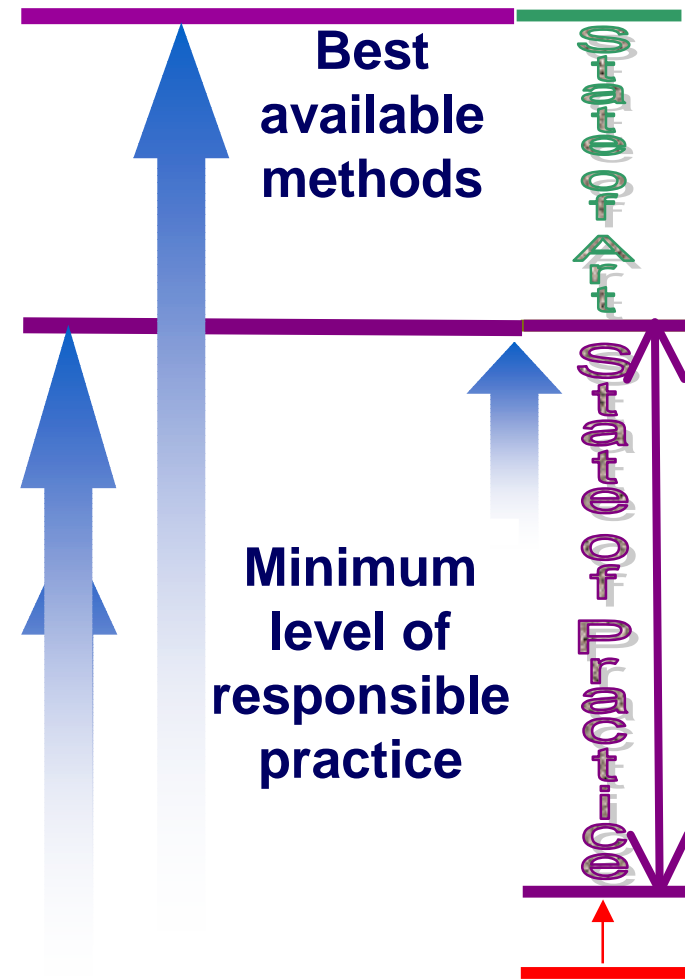 Best
available
methods
State of Art
Minimum
level of
responsible
practice
State of Practice